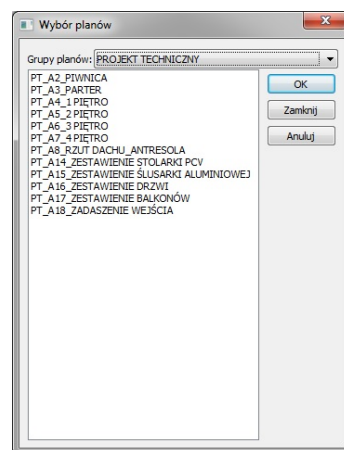 Wybór planów
Grupy planów: PROJEKT TECHNICZNY
PT_A2_PIWNICA
PT_A3_PARTER
PT_A4_1 PIĘTRO
PT_A5_2 PIĘTRO
PT_A6_3 PIĘTRO
PT_A7_4 PIĘTRO
PT_A8_RZUT DACHU_ANTRESOLA
PT_A14_ZESTAWIENIE STOLARKI PCV
PT_A15_ZESTAWIENIE ŚLUSARKI ALUMINIOWEJ
PT_A16_ZESTAWIENIE DRZWI
PT_A17_ZESTAWIENIE BALKONÓW
PT_A18_ZADASZENIE WEJŚCIA
OK
Zamknij
Anuluj